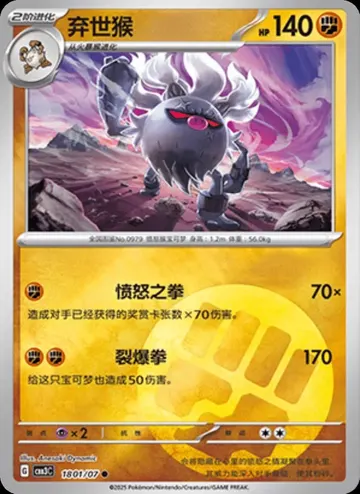 2阶进化
弃世猴
HP 140
从火暴猴进化
全国图鉴No.0979 愤怒猴宝可梦 身高：1.2m 体重：56.0kg
愤怒之拳 70×
造成对手已经获得的奖赏卡张数×70伤害。
裂爆拳 170
给这只宝可梦也造成50伤害。
弱点 ×2 抗性 撤退
Illus. Anesaki Dynamic
G CSM3C 1801/07
©2025 Pokémon/Nintendo/Creatures/GAME FREAK.